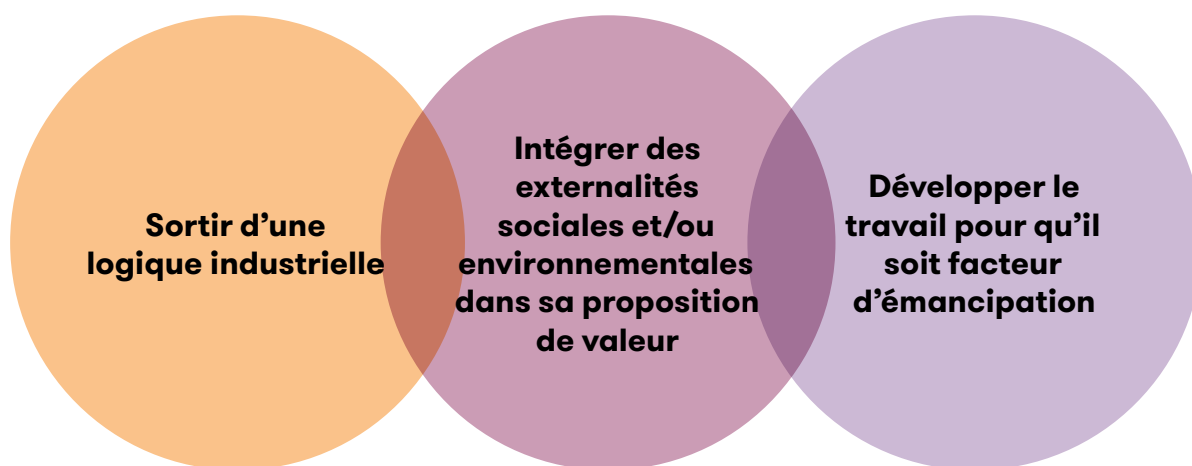 Sortir d’une
logique industrielle
Intégrer des
externalités
sociales et/ou
environnementales
dans sa proposition
de valeur
Développer le
travail pour qu’il
soit facteur
d’émancipation